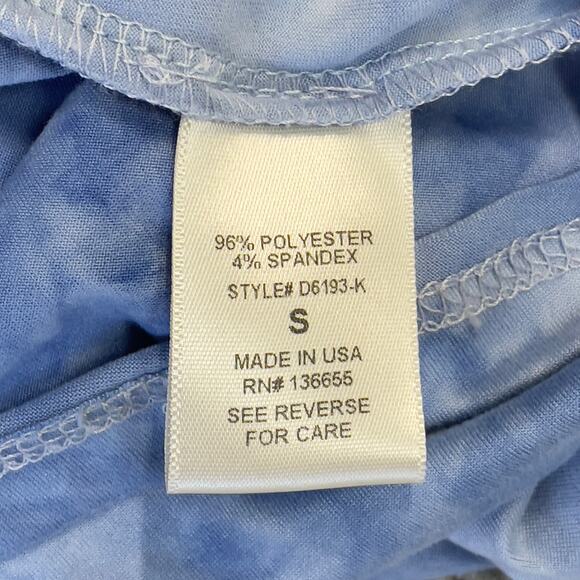 96% POLYESTER
4% SPANDEX
STYLE# D6193-K
S
MADE IN USA
RN# 136655
SEE REVERSE
FOR CARE